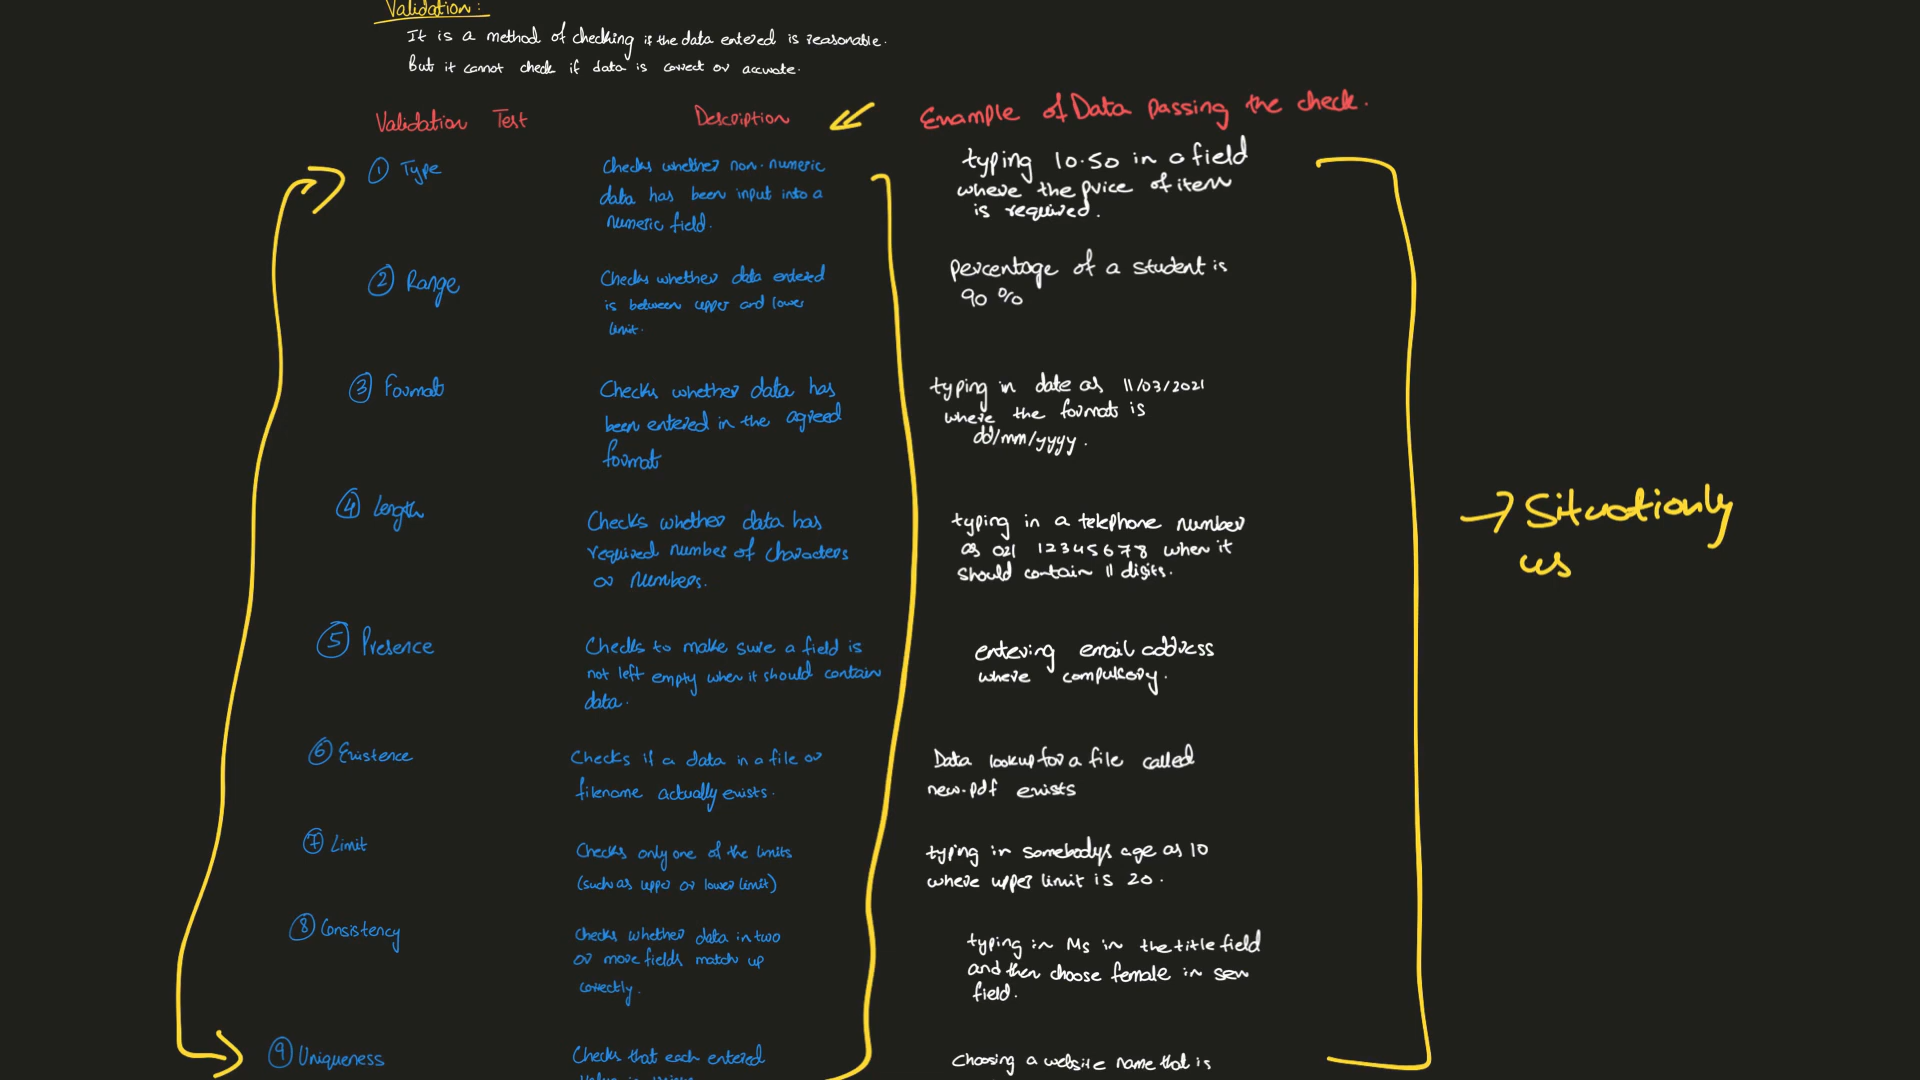 Validation:
It is a method of checking if the data entered is reasonable.
But it cannot check if data is correct or accurate.
Validation Test
Description
Example of Data passing the check.
① Type
Checks whether non-numeric
data has been input into a
numeric field.
typing 10.50 in a field
where the price of item
is required.
② Range
Checks whether data entered
is between upper and lower
limit.
percentage of a student is
90 %
③ Format
Checks whether data has
been entered in the agreed
format
typing in date as 11/03/2021
where the format is
dd/mm/yyyy.
④ Length
Checks whether data has
required number of characters
or numbers.
typing in a telephone number
as 021 12345678 when it
should contain 11 digits.
⑤ Presence
Checks to make sure a field is
not left empty when it should contain
data.
entering email address
where compulsory.
⑥ Existence
Checks if a data in a file or
filename actually exists.
Data lookup for a file called
new.pdf exists
⑦ Limit
Checks only one of the limits
(such as upper or lower limit)
typing in somebodys age as 10
where upper limit is 20.
⑧ Consistency
Checks whether data in two
or more fields match up
correctly.
typing in Ms in the title field
and then choose female in sex
field.
⑨ Uniqueness
Checks that each entered
choosing a website name that is
→ Situationly
us